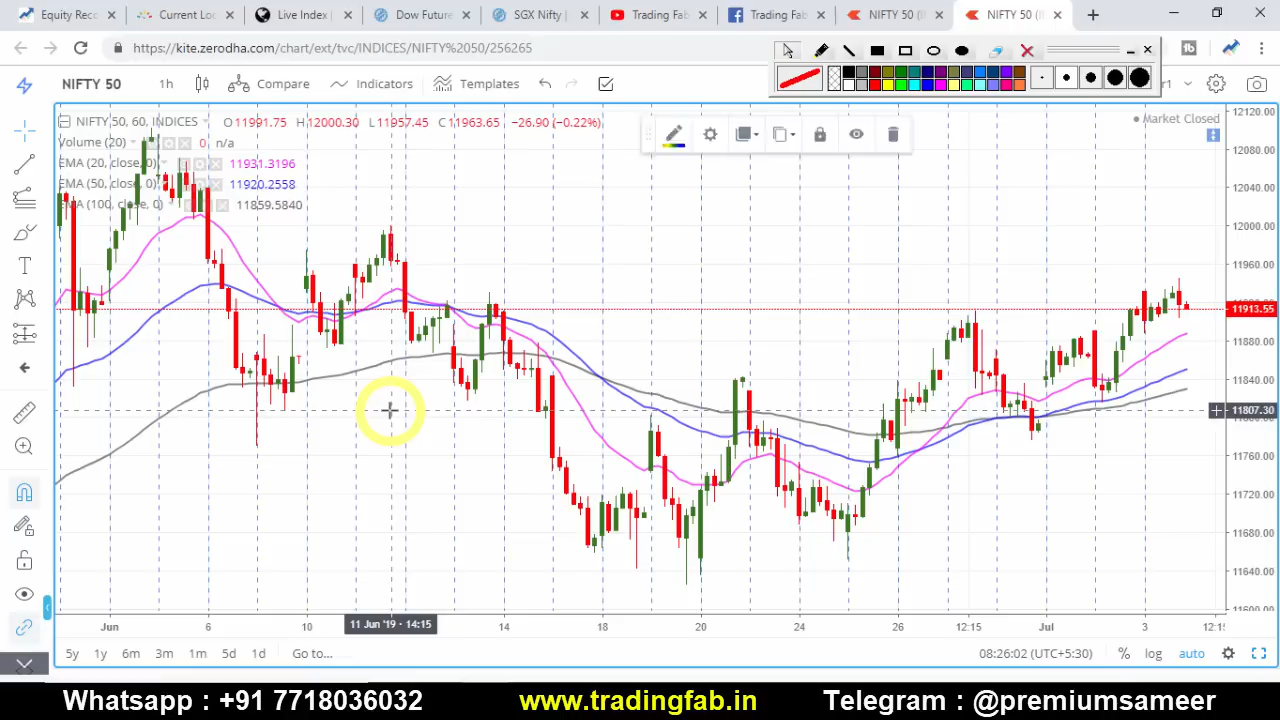 Equity Reco
Current Loc
Live Index |
Dow Future
SGX Nifty |
Trading Fab
Trading Fab
NIFTY 50 (I
NIFTY 50 (I
https://kite.zerodha.com/chart/ext/tvc/INDICES/NIFTY%2050/256265
NIFTY 50
1h
Compare
Indicators
Templates
NIFTY 50, 60, INDICES
O 11991.75 H 12000.30 L 11957.45 C 11963.65 −26.90 (−0.22%)
Market Closed
Volume (20)
0 n/a
EMA (20, close, 0)
11931.3196
EMA (50, close, 0)
11920.2558
EMA (100, close, 0)
11859.5840
12120.00
12080.00
12040.00
12000.00
11960.00
11913.55
11880.00
11840.00
11807.30
11760.00
11720.00
11680.00
11640.00
11600.00
Jun
6
10
11 Jun '19 · 14:15
14
18
20
24
26
12:15
Jul
3
12:15
5y
1y
6m
3m
1m
5d
1d
Go to...
08:26:02 (UTC+5:30)
%
log
auto
Whatsapp : +91 7718036032
www.tradingfab.in
Telegram : @premiumsameer